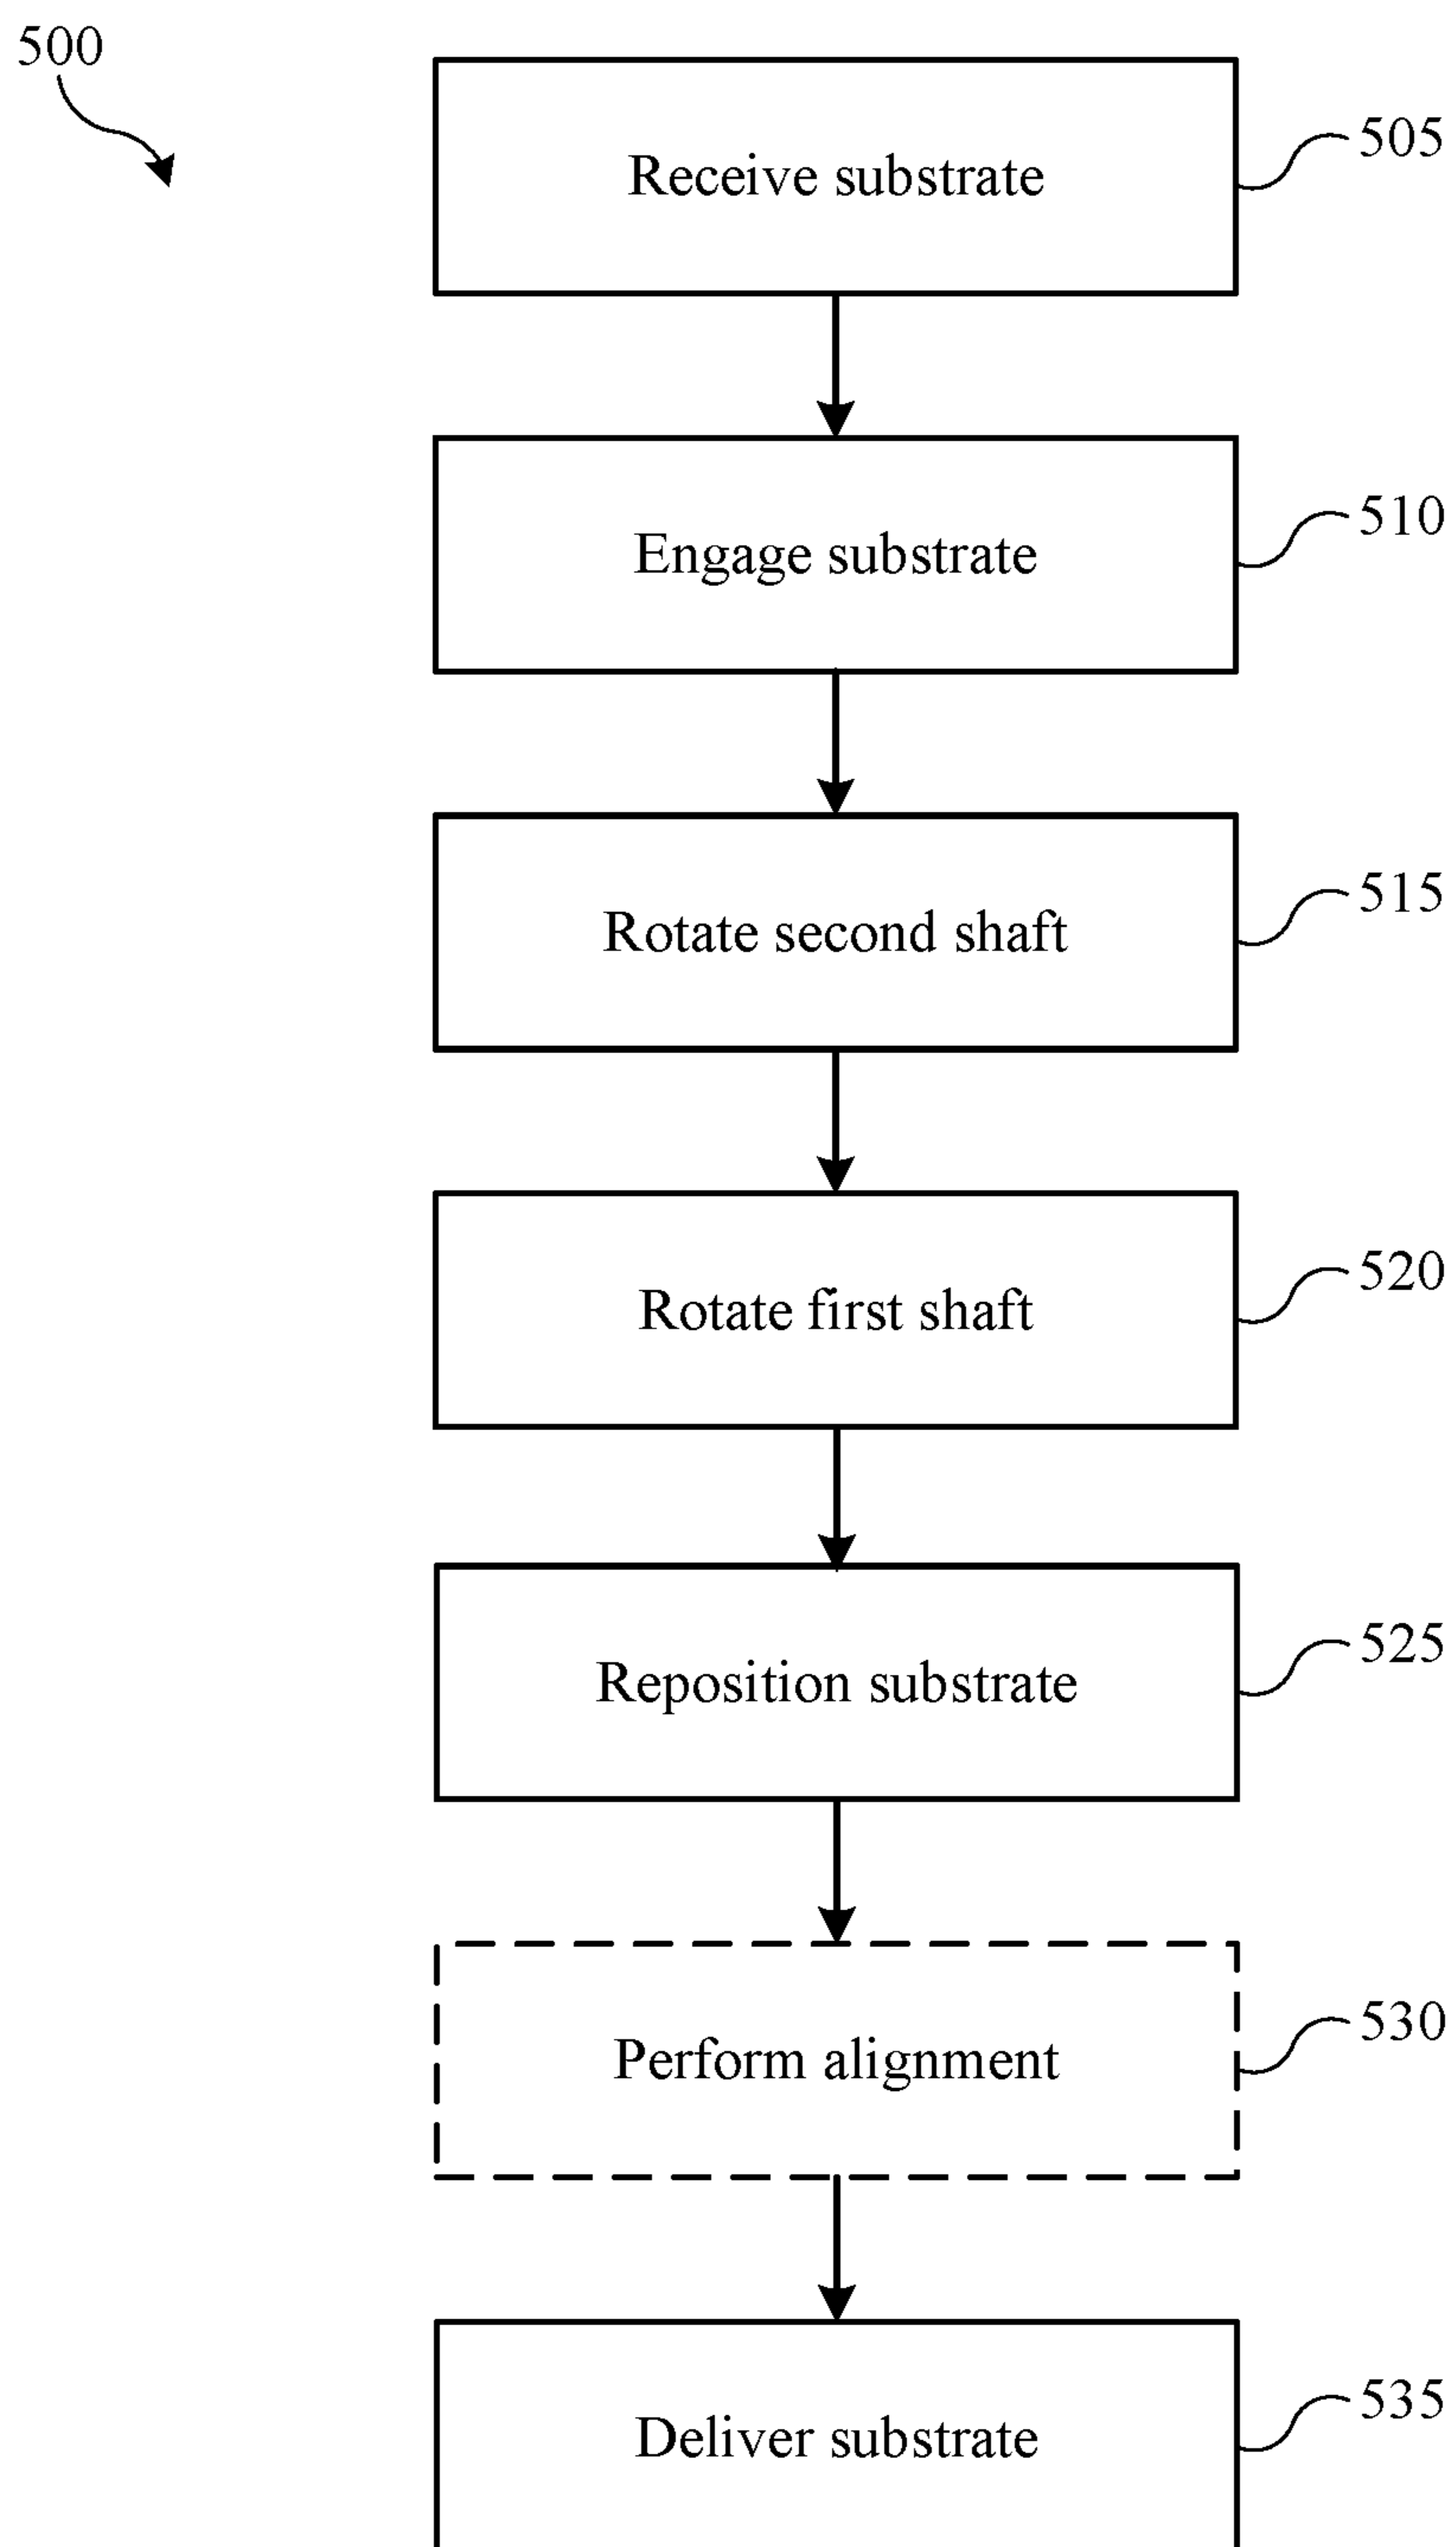 500
Receive substrate
505
Engage substrate
510
Rotate second shaft
515
Rotate first shaft
520
Reposition substrate
525
Perform alignment
530
Deliver substrate
535